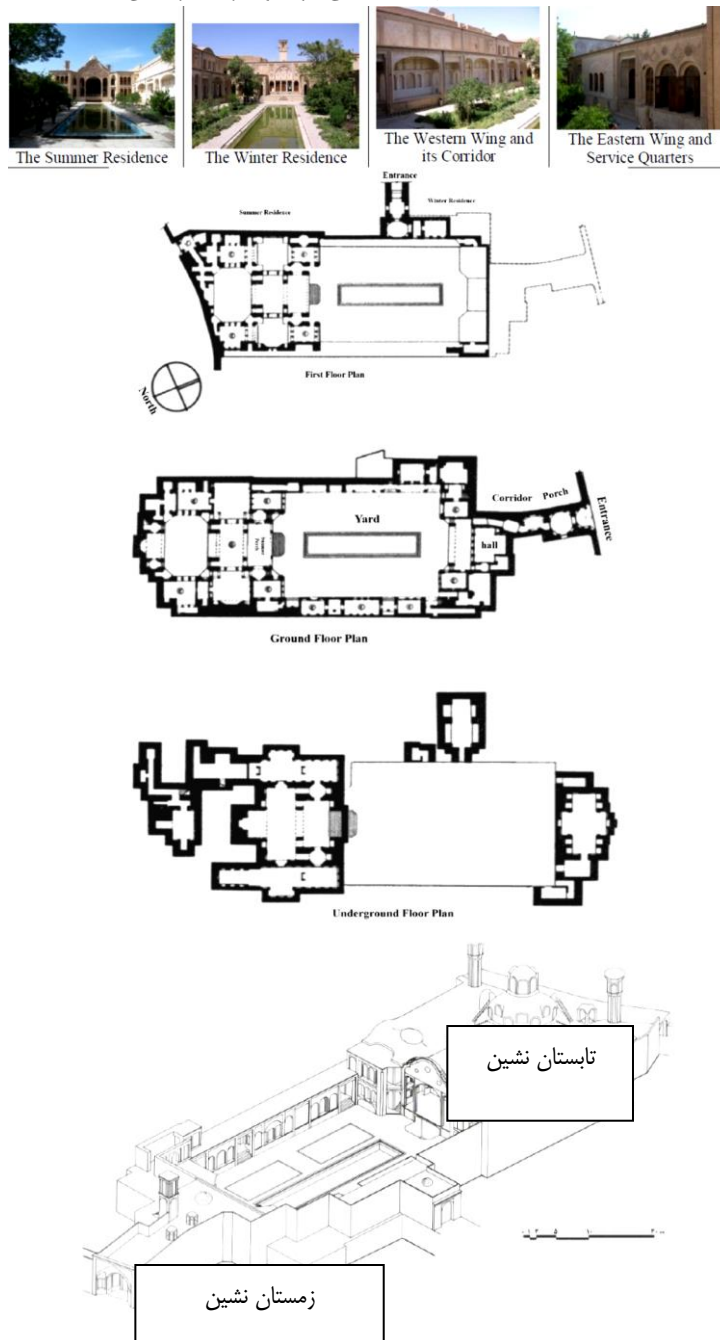 The Summer Residence
The Winter Residence
The Western Wing and
its Corridor
The Eastern Wing and
Service Quarters
Entrance
Summer Residence
Winter Residence
North
First Floor Plan
Yard
Corridor Porch
Entrance
hall
Ground Floor Plan
Underground Floor Plan
تابستان نشین
زمستان نشین